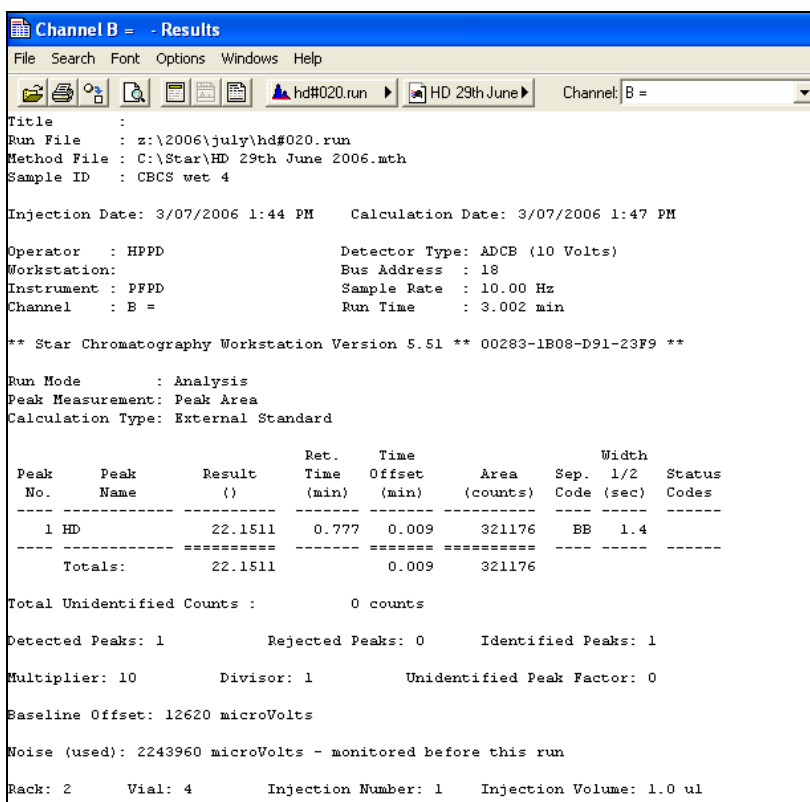 Channel B = - Results
File Search Font Options Windows Help
hd#020.run HD 29th June Channel: B =
Title :
Run File : z:\2006\july\hd#020.run
Method File : C:\Star\HD 29th June 2006.mth
Sample ID : CBCS wet 4
Injection Date: 3/07/2006 1:44 PM Calculation Date: 3/07/2006 1:47 PM
Operator : HPPD Detector Type: ADCB (10 Volts)
Workstation: Bus Address : 18
Instrument : PFPD Sample Rate : 10.00 Hz
Channel : B = Run Time : 3.002 min
** Star Chromatography Workstation Version 5.51 ** 00283-1B08-D91-23F9 **
Run Mode : Analysis
Peak Measurement: Peak Area
Calculation Type: External Standard
Ret. Time Width
Peak Peak Result Time Offset Area Sep. 1/2 Status
No. Name () (min) (min) (counts) Code (sec) Codes
---- ------------ ---------- ------- ------- ---------- ---- ----- ------
1 HD 22.1511 0.777 0.009 321176 BB 1.4
---- ------------ ========== ------- ======= ========== ---- ----- ------
Totals: 22.1511 0.009 321176
Total Unidentified Counts : 0 counts
Detected Peaks: 1 Rejected Peaks: 0 Identified Peaks: 1
Multiplier: 10 Divisor: 1 Unidentified Peak Factor: 0
Baseline Offset: 12620 microVolts
Noise (used): 2243960 microVolts - monitored before this run
Rack: 2 Vial: 4 Injection Number: 1 Injection Volume: 1.0 ul